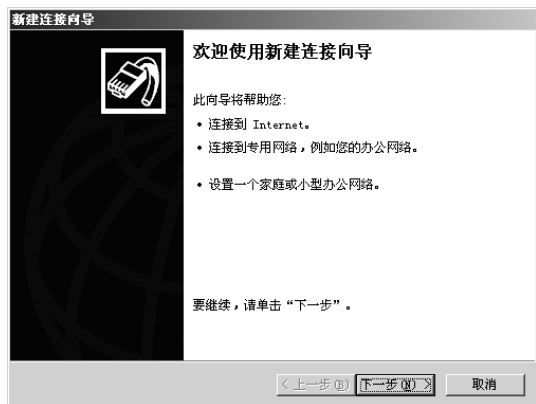 新建连接向导
欢迎使用新建连接向导
此向导将帮助您:
• 连接到 Internet。
• 连接到专用网络，例如您的办公网络。
• 设置一个家庭或小型办公网络。
要继续，请单击“下一步”。
< 上一步(B) 下一步(N) > 取消